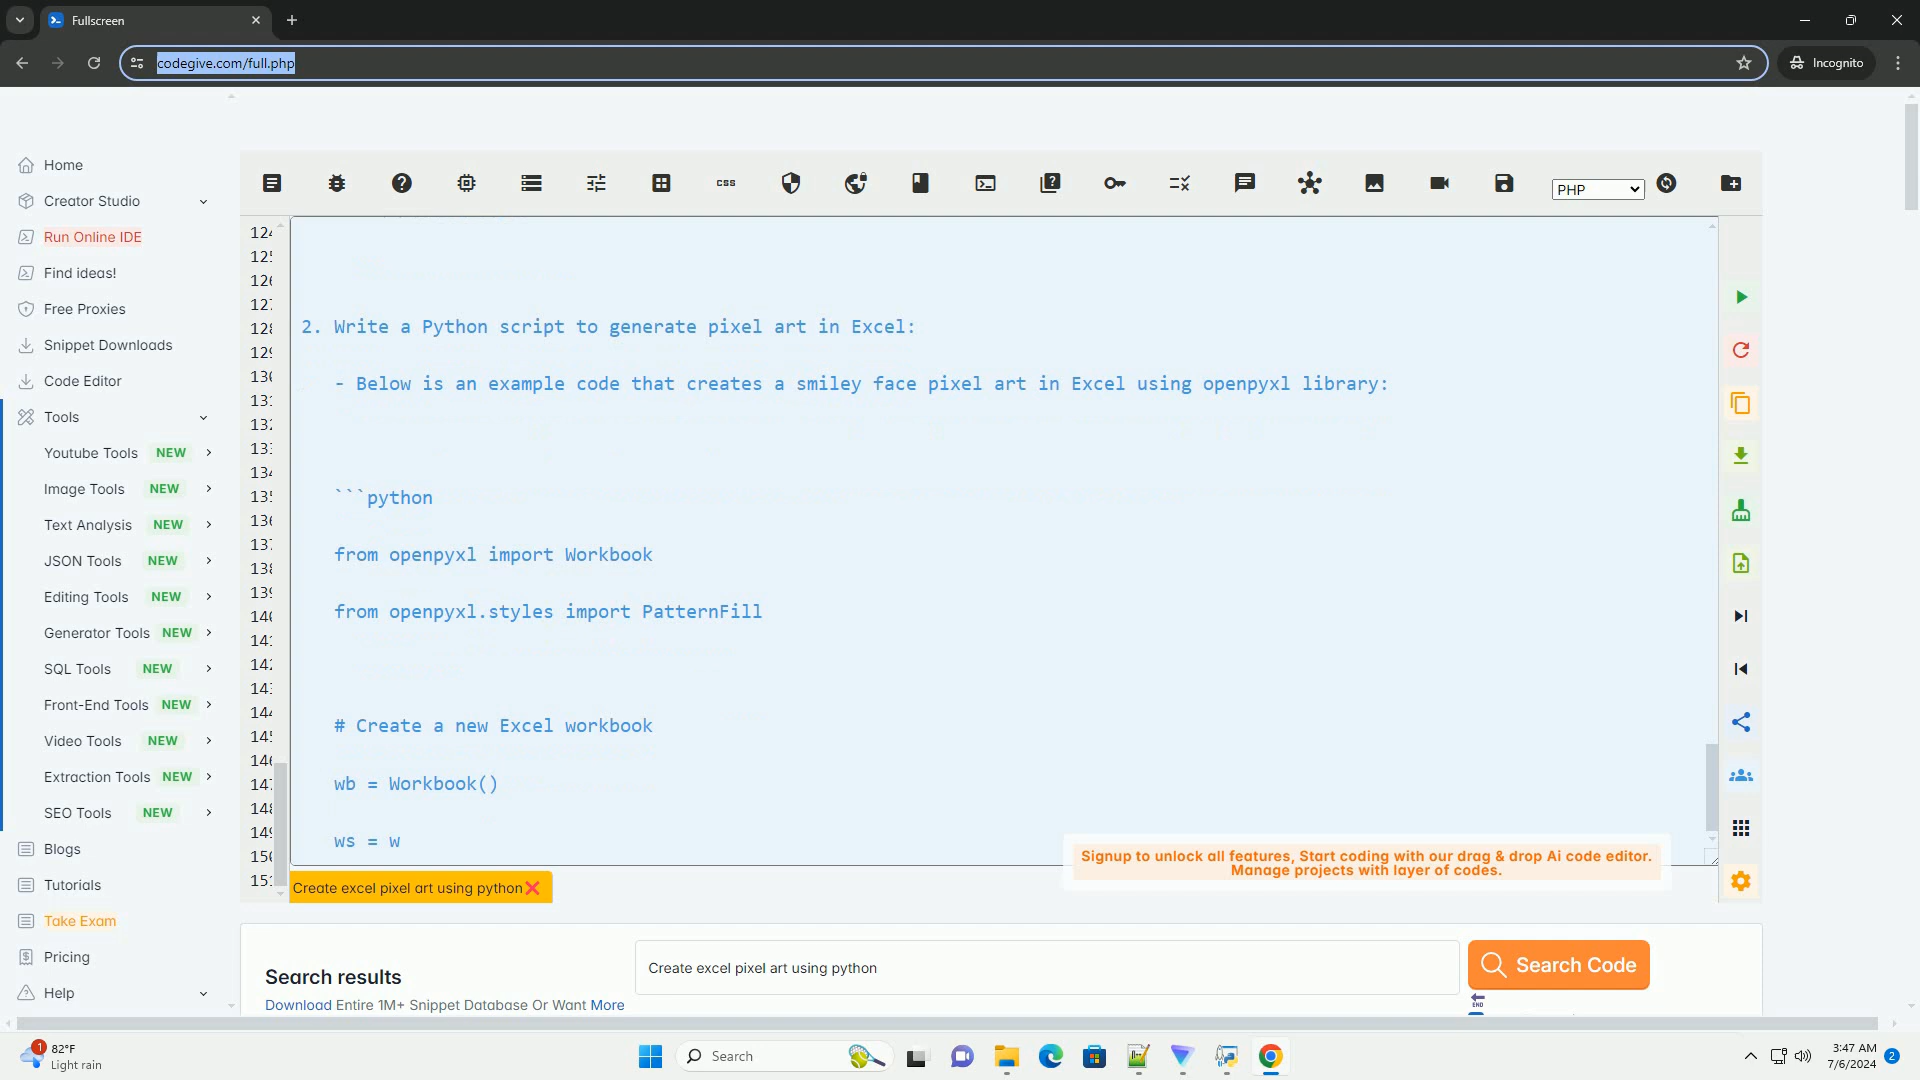 Fullscreen
codegive.com/full.php
Incognito
Home
Creator Studio
Run Online IDE
Find ideas!
Free Proxies
Snippet Downloads
Code Editor
Tools
Youtube Tools NEW
Image Tools NEW
Text Analysis NEW
JSON Tools NEW
Editing Tools NEW
Generator Tools NEW
SQL Tools NEW
Front-End Tools NEW
Video Tools NEW
Extraction Tools NEW
SEO Tools NEW
Blogs
Tutorials
Take Exam
Pricing
Help
css
PHP
2. Write a Python script to generate pixel art in Excel:
- Below is an example code that creates a smiley face pixel art in Excel using openpyxl library:
```python
from openpyxl import Workbook
from openpyxl.styles import PatternFill
# Create a new Excel workbook
wb = Workbook()
ws = w
Signup to unlock all features, Start coding with our drag & drop Ai code editor.
Manage projects with layer of codes.
Create excel pixel art using python
Search results
Download Entire 1M+ Snippet Database Or Want More
Create excel pixel art using python
Search Code
END
1
82°F
Light rain
Search
3:47 AM
7/6/2024
2